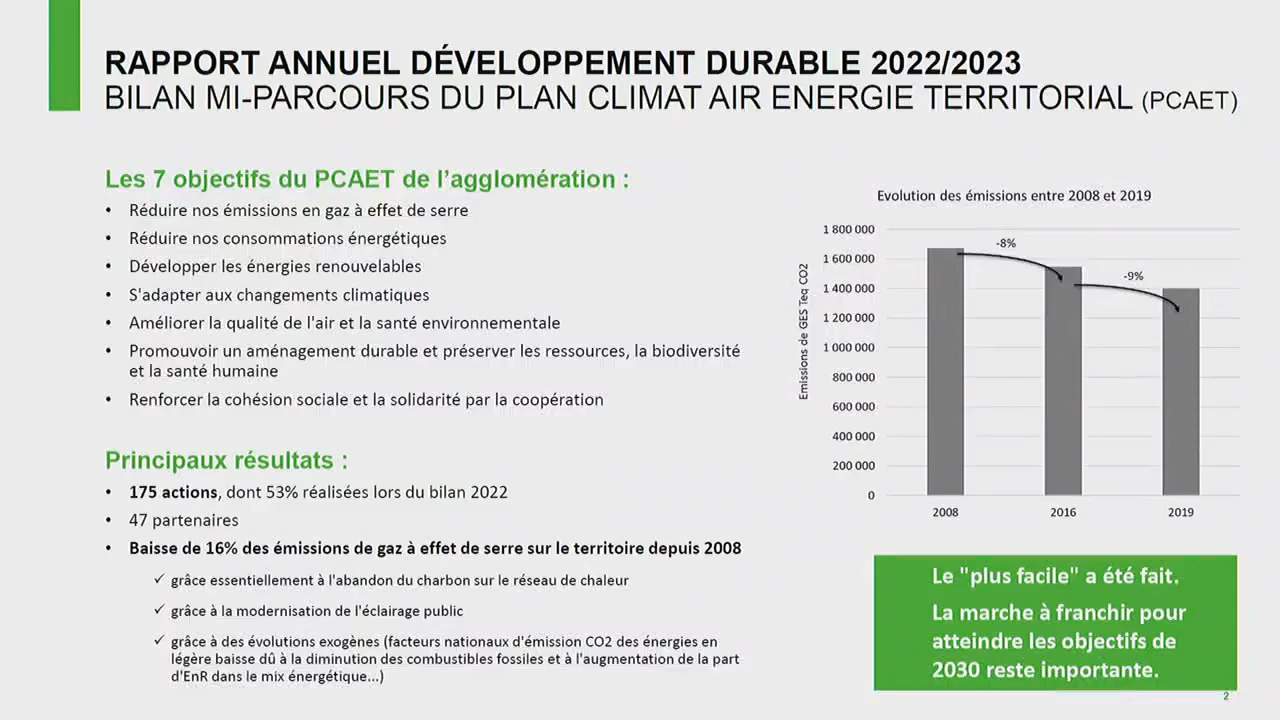 RAPPORT ANNUEL DÉVELOPPEMENT DURABLE 2022/2023
BILAN MI-PARCOURS DU PLAN CLIMAT AIR ENERGIE TERRITORIAL (PCAET)
Les 7 objectifs du PCAET de l'agglomération :
• Réduire nos émissions en gaz à effet de serre
• Réduire nos consommations énergétiques
• Développer les énergies renouvelables
• S'adapter aux changements climatiques
• Améliorer la qualité de l'air et la santé environnementale
• Promouvoir un aménagement durable et préserver les ressources, la biodiversité
et la santé humaine
• Renforcer la cohésion sociale et la solidarité par la coopération
Principaux résultats :
• 175 actions, dont 53% réalisées lors du bilan 2022
• 47 partenaires
• Baisse de 16% des émissions de gaz à effet de serre sur le territoire depuis 2008
✓ grâce essentiellement à l'abandon du charbon sur le réseau de chaleur
✓ grâce à la modernisation de l'éclairage public
✓ grâce à des évolutions exogènes (facteurs nationaux d'émission CO2 des énergies en
légère baisse dû à la diminution des combustibles fossiles et à l'augmentation de la part
d'EnR dans le mix énergétique...)
Evolution des émissions entre 2008 et 2019
Emissions de GES Teq CO2
1 800 000
1 600 000
1 400 000
1 200 000
1 000 000
800 000
600 000
400 000
200 000
0
-8%
-9%
2008
2016
2019
Le "plus facile" a été fait.
La marche à franchir pour
atteindre les objectifs de
2030 reste importante.
2